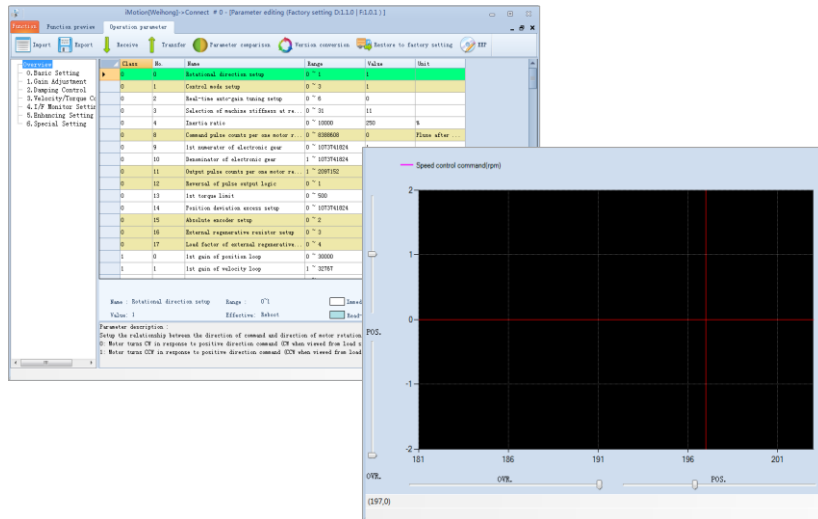 iMotion(Weihong)->Connect # 0 - [Parameter editing (Factory setting D:1.1.0 | F:1.0.1 ) ]
Function Function preview Operation parameter
Import Export Receive Transfer Parameter comparison Version conversion Restore to factory setting
Overview
0.Basic Setting
1.Gain Adjustment
2.Damping Control
3.Velocity/Torque Co
4.I/F Monitor Settin
5.Enhancing Setting
6.Special Setting
Class No. Name Range Value Unit
0 0 Rotational direction setup 0 ~ 1 1
0 1 Control mode setup 0 ~ 3 1
0 2 Real-time auto-gain tuning setup 0 ~ 6 0
0 3 Selection of machine stiffness at re... 0 ~ 31 11
0 4 Inertia ratio 0 ~ 10000 250 %
0 8 Command pulse counts per one motor r... 0 ~ 8388608 0 Pluse after ...
0 9 1st numerator of electronic gear 0 ~ 1073741824
0 10 Denominator of electronic gear 1 ~ 1073741824
0 11 Output pulse counts per one motor re... 1 ~ 2097152
0 12 Reversal of pulse output logic 0 ~ 1
0 13 1st torque limit 0 ~ 500
0 14 Position deviation excess setup 0 ~ 1073741824
0 15 Absolute encoder setup 0 ~ 2
0 16 External regenerative resistor setup 0 ~ 3
0 17 Load factor of external regenerative... 0 ~ 4
1 0 1st gain of position loop 0 ~ 30000
1 1 1st gain of velocity loop 1 ~ 32767
Name : Rotational direction setup Range : 0~1
Value: 1 Effective: Reboot
Parameter description :
Setup the relationship between the direction of command and direction of motor rotation
0: Motor turns CW in response to positive direction command (CW when viewed from load s
1: Motor turns CCW in response to positive direction command (CCW when viewed from load
Speed control command(rpm)
2
1
0
-1
-2
181 186 191 196 201
POS.
OVR.
OVR. POS.
(197,0)